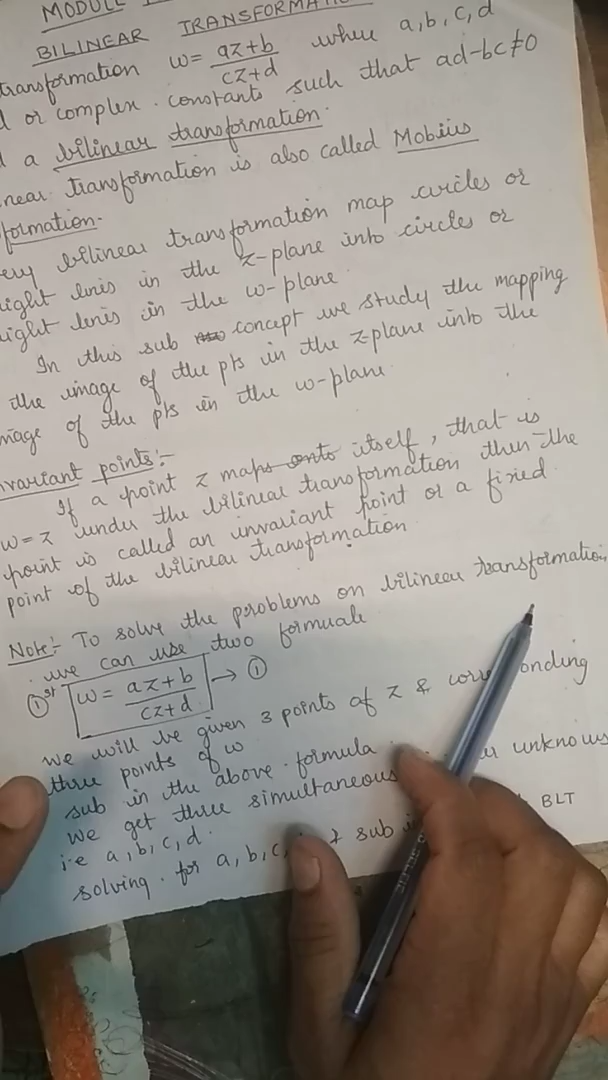 MODULE
BILINEAR TRANSFORMATIO
transformation w = az+b / cz+d where a, b, c, d
or complex constants such that ad-bc≠0
a bilinear transformation.
near transformation is also called Mobius
formation.
ery bilinear transformation map circles or
aight lines in the z-plane into circles or
aight lines in the w-plane.
In this sub concept we study the mapping
the image of the pts in the z-plane into the
mage of the pts in the w-plane.
nvariant points:-
If a point z maps onto itself, that is
w=z under the bilinear transformation then the
point is called an invariant point or a fixed
point of the bilinear transformation.
Note:- To solve the problems on bilinear transformation
we can use two formuale
①st w = az+b / cz+d → ①
we will be given 3 points of z & corresponding
three points of w
sub in the above formula unknows
We get three simultaneous
i.e a, b, c, d.
solving for a, b, c, & sub i BLT